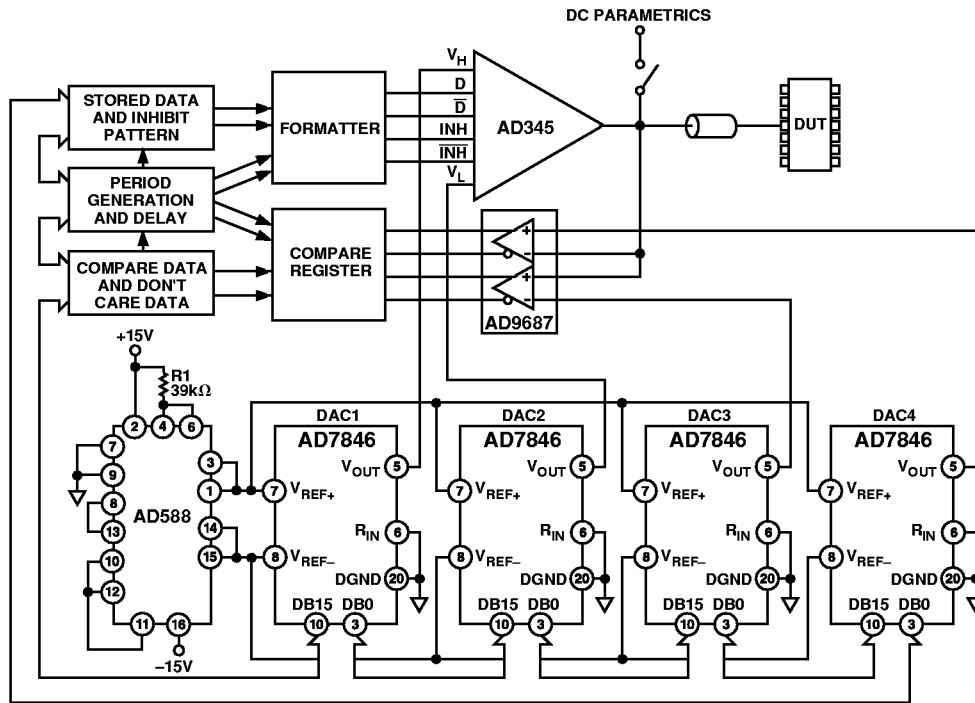 DC PARAMETRICS
STORED DATA
AND INHIBIT
PATTERN
FORMATTER
V_H
D
D̅
INH
I̅N̅H̅
V_L
AD345
DUT
PERIOD
GENERATION
AND DELAY
COMPARE DATA
AND DON'T
CARE DATA
COMPARE
REGISTER
+
–
+
–
AD9687
+15V
R1
39kΩ
2
4
6
7
9
8
13
10
12
11
16
3
1
14
15
AD588
–15V
DAC1
AD7846
V_OUT
5
7
V_REF+
R_IN
6
8
V_REF–
DGND
20
DB15
DB0
10
3
DAC2
AD7846
V_OUT
5
7
V_REF+
R_IN
6
8
V_REF–
DGND
20
DB15
DB0
10
3
DAC3
AD7846
V_OUT
5
7
V_REF+
R_IN
6
8
V_REF–
DGND
20
DB15
DB0
10
3
DAC4
AD7846
V_OUT
5
7
V_REF+
R_IN
6
8
V_REF–
DGND
20
DB15
DB0
10
3